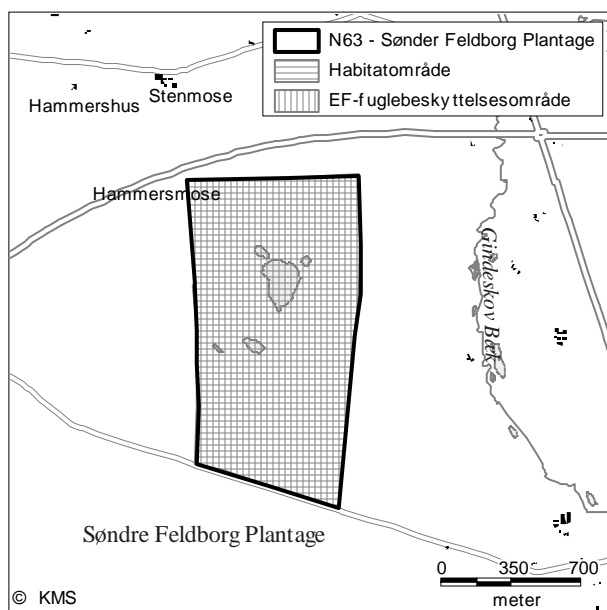 N63 - Sønder Feldborg Plantage
Habitatområde
EF-fuglebeskyttelsesområde
Stenmose
Hammershus
Hammersmose
Gindeskov Bæk
Søndre Feldborg Plantage
0 350 700
meter
© KMS